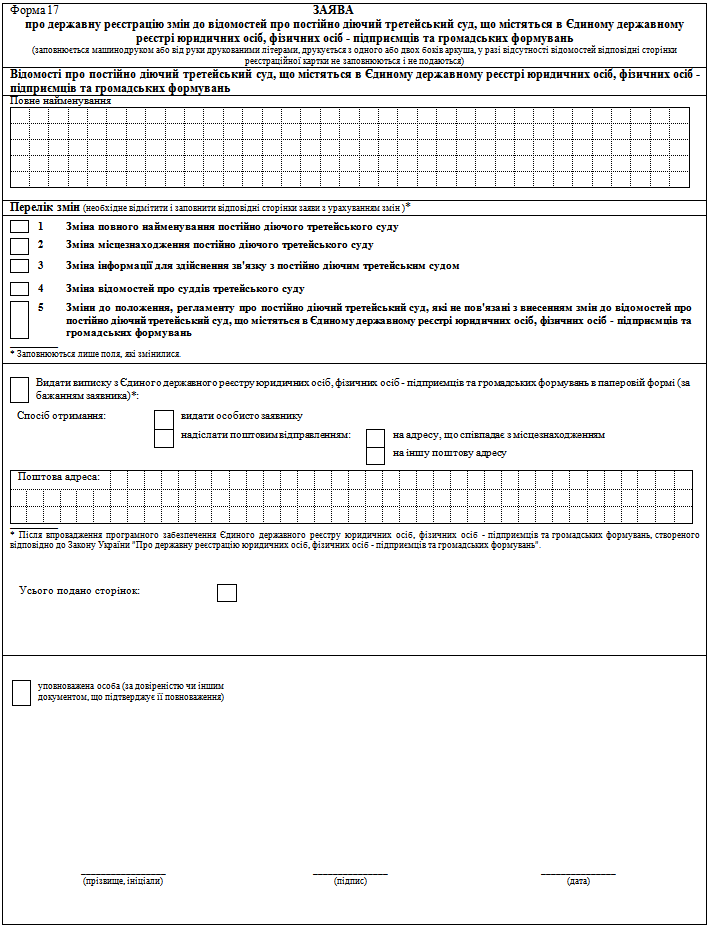 Форма 17
ЗАЯВА
про державну реєстрацію змін до відомостей про постійно діючий третейський суд, що містяться в Єдиному державному
реєстрі юридичних осіб, фізичних осіб - підприємців та громадських формувань
(заповнюється машинодруком або від руки друкованими літерами, друкується з одного або двох боків аркуша, у разі відсутності відомостей відповідні сторінки
реєстраційної картки не заповнюються і не подаються)
Відомості про постійно діючий третейський суд, що містяться в Єдиному державному реєстрі юридичних осіб, фізичних осіб -
підприємців та громадських формувань
Повне найменування
Перелік змін (необхідне відмітити і заповнити відповідні сторінки заяви з урахуванням змін )*
1 Зміна повного найменування постійно діючого третейського суду
2 Зміна місцезнаходження постійно діючого третейського суду
3 Зміна інформації для здійснення зв'язку з постійно діючим третейським судом
4 Зміна відомостей про суддів третейського суду
5 Зміни до положення, регламенту про постійно діючий третейський суд, які не пов'язані з внесенням змін до відомостей про
постійно діючий третейський суд, що містяться в Єдиному державному реєстрі юридичних осіб, фізичних осіб - підприємців та
громадських формувань
* Заповнюються лише поля, які змінилися.
Видати виписку з Єдиного державного реєстру юридичних осіб, фізичних осіб - підприємців та громадських формувань в паперовій формі (за
бажанням заявника)*:
Спосіб отримання: видати особисто заявнику
надіслати поштовим відправленням: на адресу, що співпадає з місцезнаходженням
на іншу поштову адресу
Поштова адреса:
* Після впровадження програмного забезпечення Єдиного державного реєстру юридичних осіб, фізичних осіб - підприємців та громадських формувань, створеного
відповідно до Закону України "Про державну реєстрацію юридичних осіб, фізичних осіб - підприємців та громадських формувань".
Усього подано сторінок:
уповноважена особа (за довіреністю чи іншим
документом, що підтверджує її повноваження)
(прізвище, ініціали) (підпис) (дата)